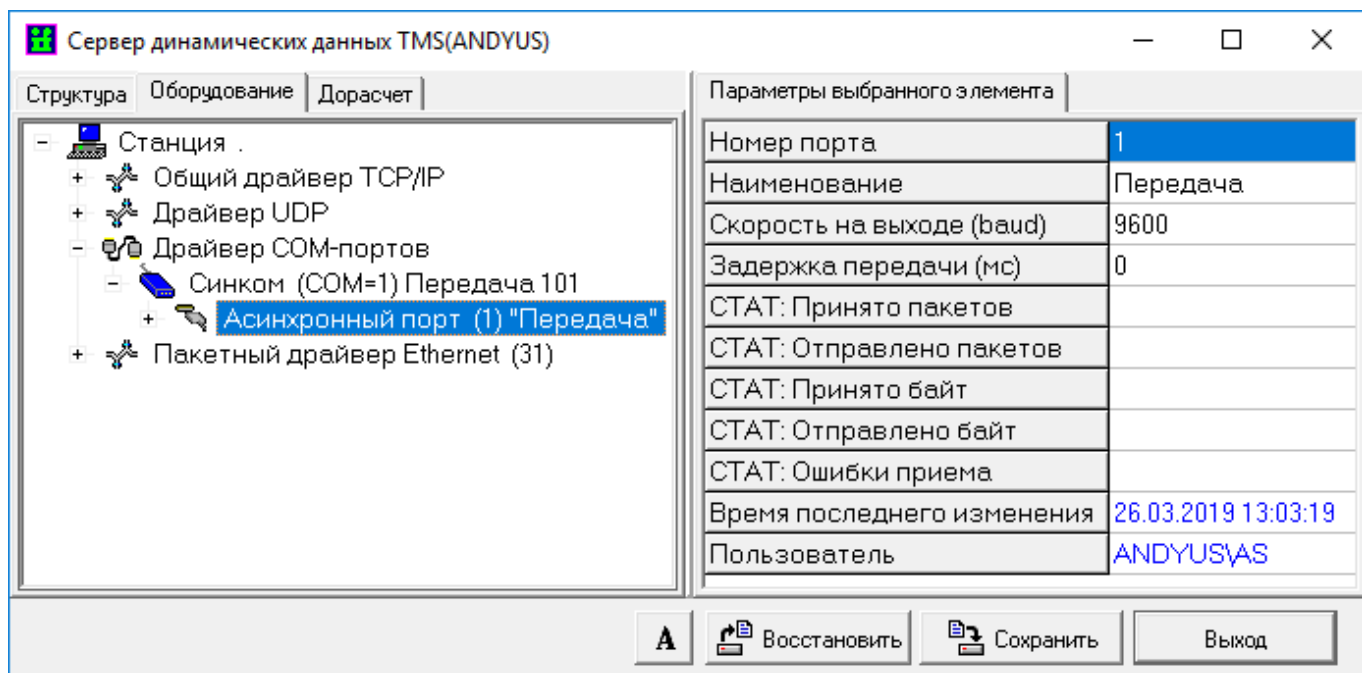 Сервер динамических данных TMS(ANDYUS)
Структура Оборудование Дорасчет
Станция .
Общий драйвер TCP/IP
Драйвер UDP
Драйвер COM-портов
Синком (COM=1) Передача 101
Асинхронный порт (1) "Передача"
Пакетный драйвер Ethernet (31)
Параметры выбранного элемента
Номер порта 1
Наименование Передача
Скорость на выходе (baud) 9600
Задержка передачи (мс) 0
СТАТ: Принято пакетов
СТАТ: Отправлено пакетов
СТАТ: Принято байт
СТАТ: Отправлено байт
СТАТ: Ошибки приема
Время последнего изменения 26.03.2019 13:03:19
Пользователь ANDYUS\AS
A Восстановить Сохранить Выход